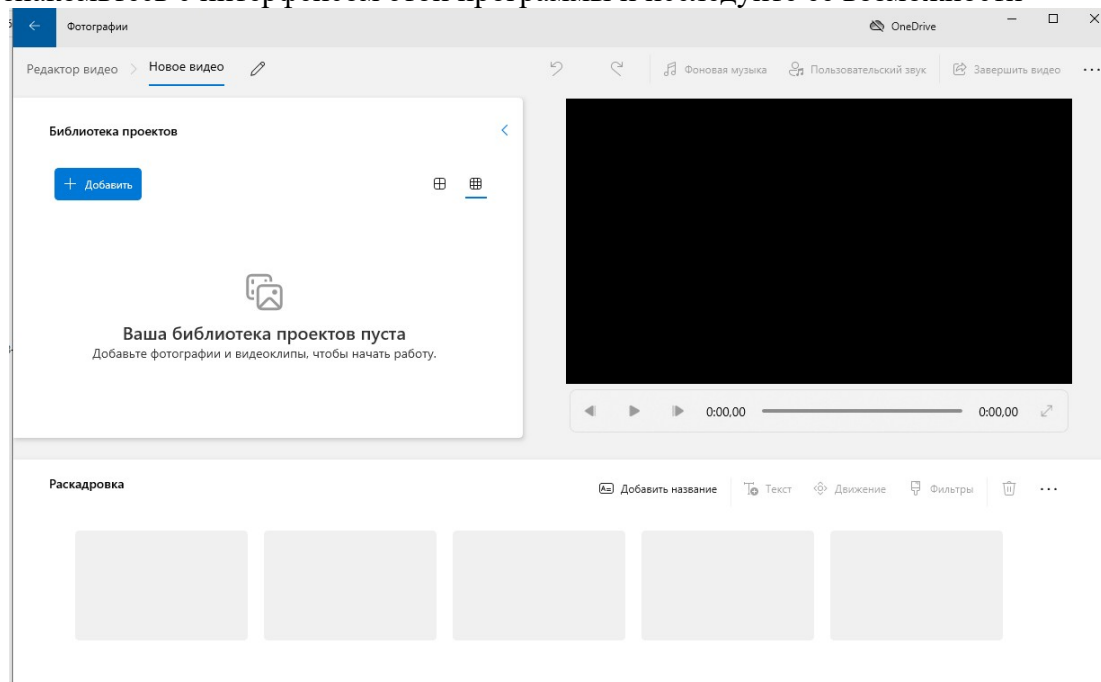 Фотографии
OneDrive
Редактор видео > Новое видео
Фоновая музыка
Пользовательский звук
Завершить видео
Библиотека проектов
+ Добавить
Ваша библиотека проектов пуста
Добавьте фотографии и видеоклипы, чтобы начать работу.
0:00,00
0:00,00
Раскадровка
Добавить название
Текст
Движение
Фильтры